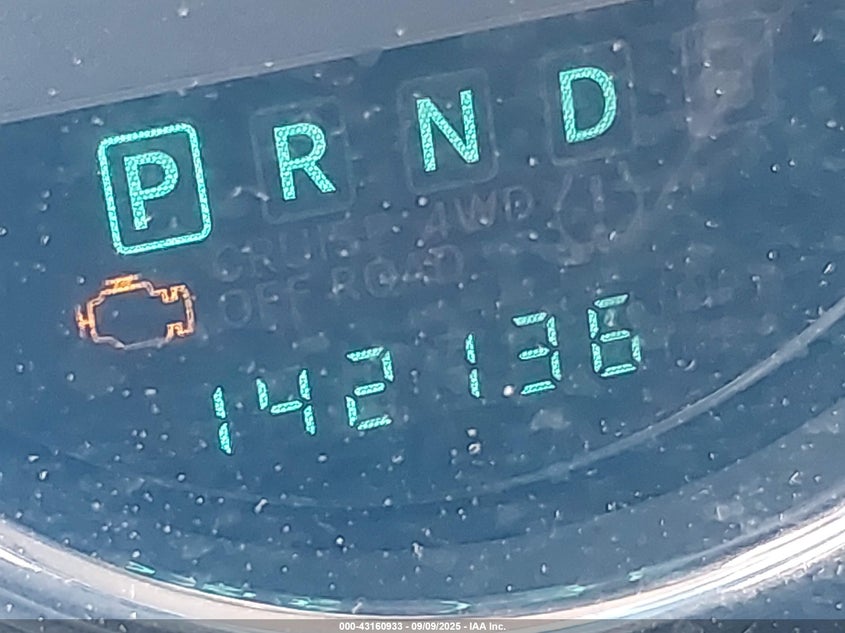 P R N D
CRUISE 4WD (!)
OFF ROAD
142136
000-43160933 - 09/09/2025 - IAA Inc.